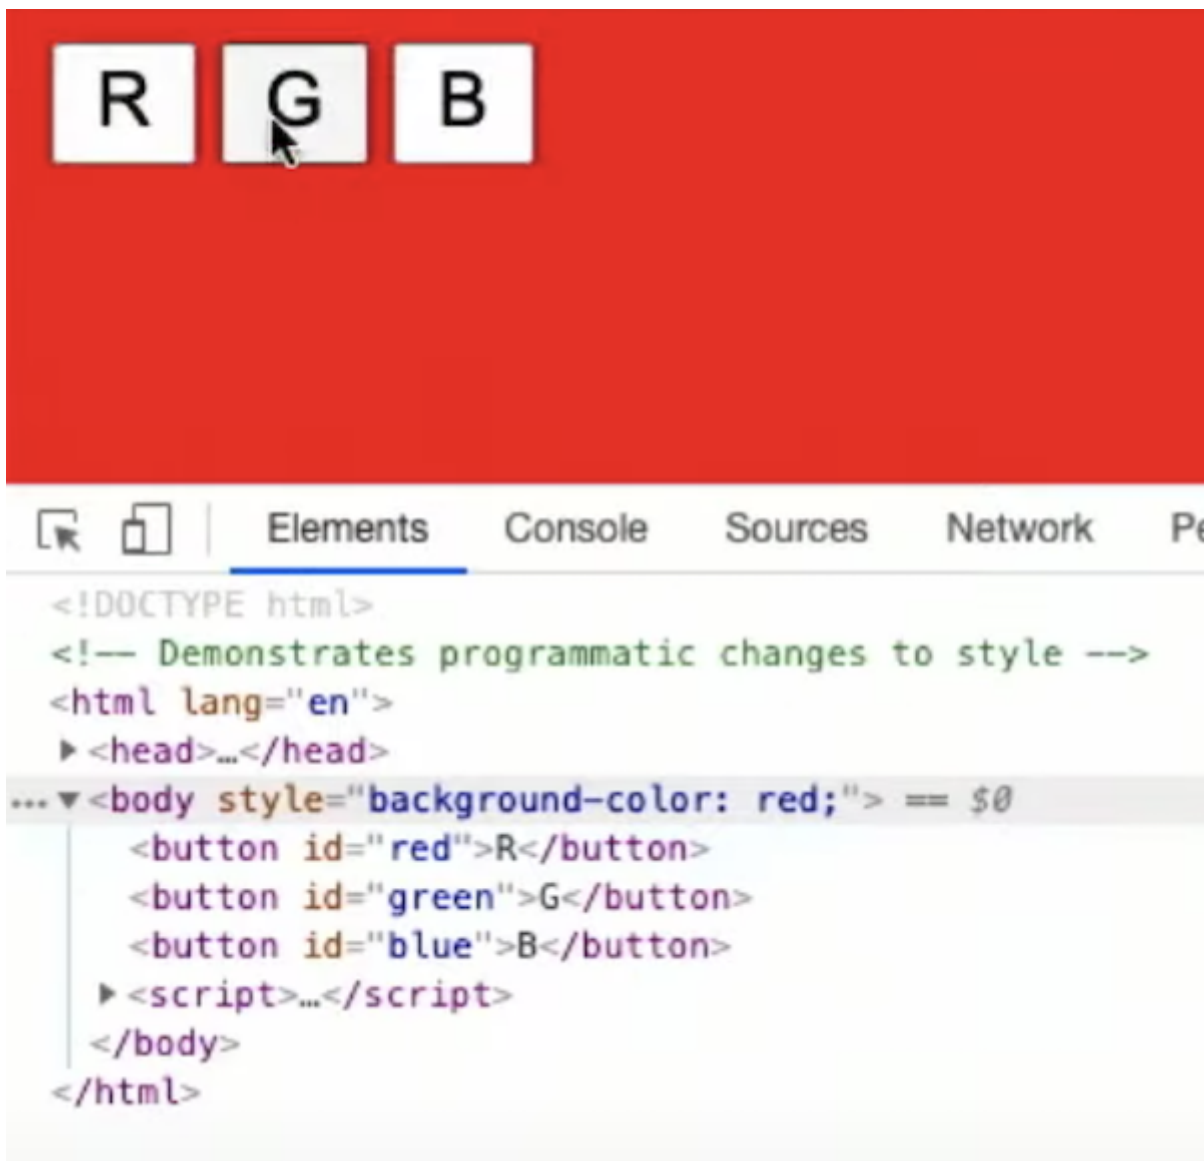 R G B
Elements Console Sources Network Pe
<!DOCTYPE html>
<!-- Demonstrates programmatic changes to style -->
<html lang="en">
<head>…</head>
<body style="background-color: red;"> == $0
<button id="red">R</button>
<button id="green">G</button>
<button id="blue">B</button>
<script>…</script>
</body>
</html>